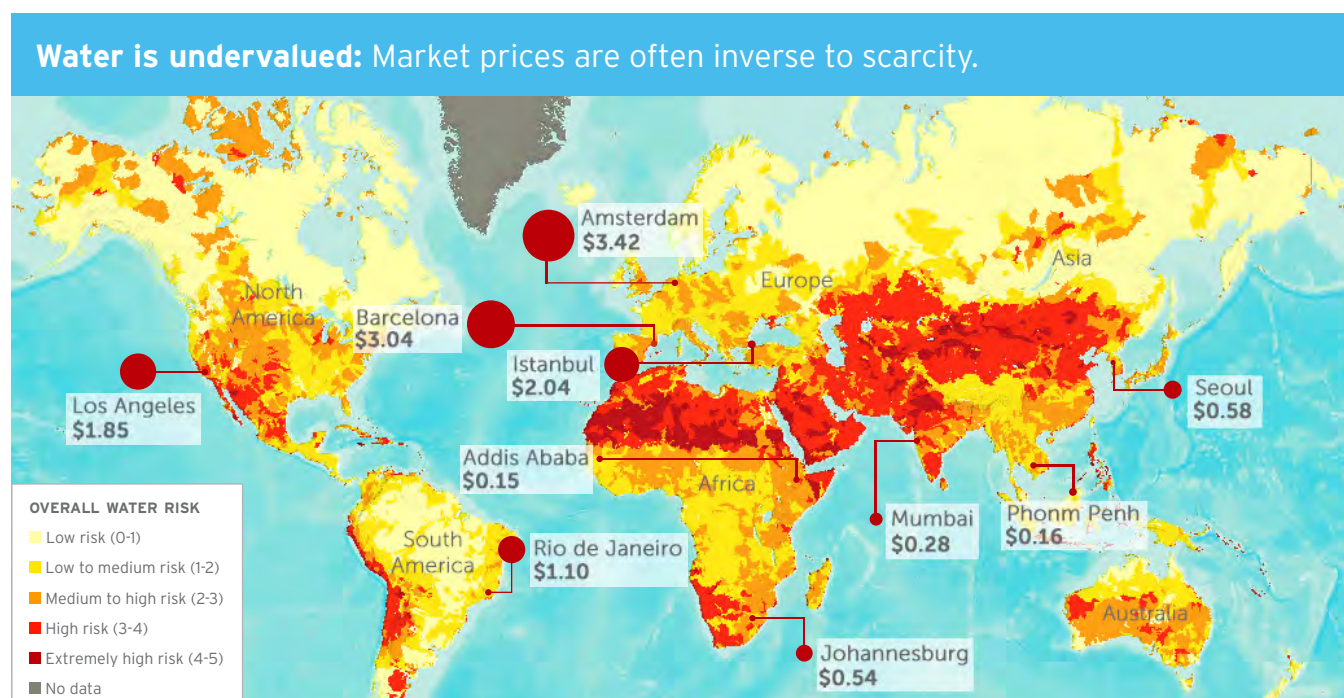 Water is undervalued: Market prices are often inverse to scarcity.
Amsterdam
$3.42
Europe
Asia
North
America
Barcelona
$3.04
Istanbul
$2.04
Los Angeles
$1.85
Seoul
$0.58
Addis Ababa
$0.15
Africa
Mumbai
$0.28
Phonm Penh
$0.16
South
America
Rio de Janeiro
$1.10
Australia
Johannesburg
$0.54
OVERALL WATER RISK
Low risk (0-1)
Low to medium risk (1-2)
Medium to high risk (2-3)
High risk (3-4)
Extremely high risk (4-5)
No data